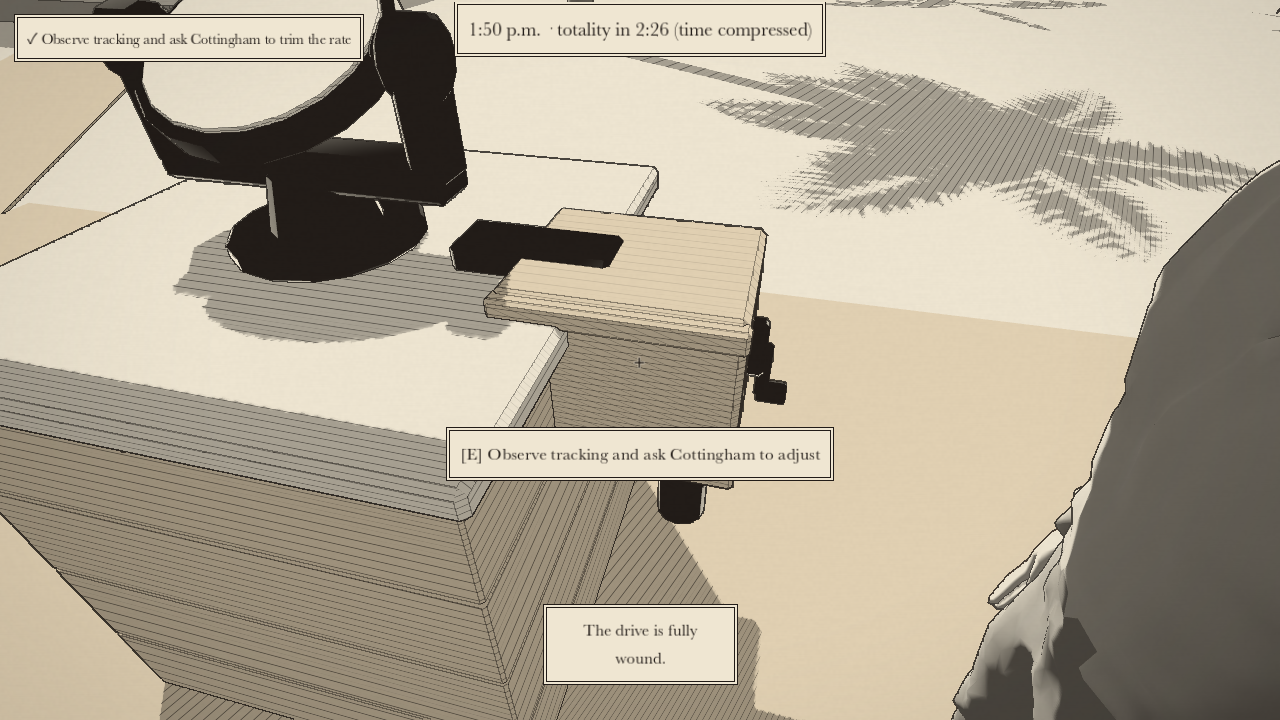 ✓ Observe tracking and ask Cottingham to trim the rate
1:50 p.m. · totality in 2:26 (time compressed)
[E] Observe tracking and ask Cottingham to adjust
The drive is fully
wound.